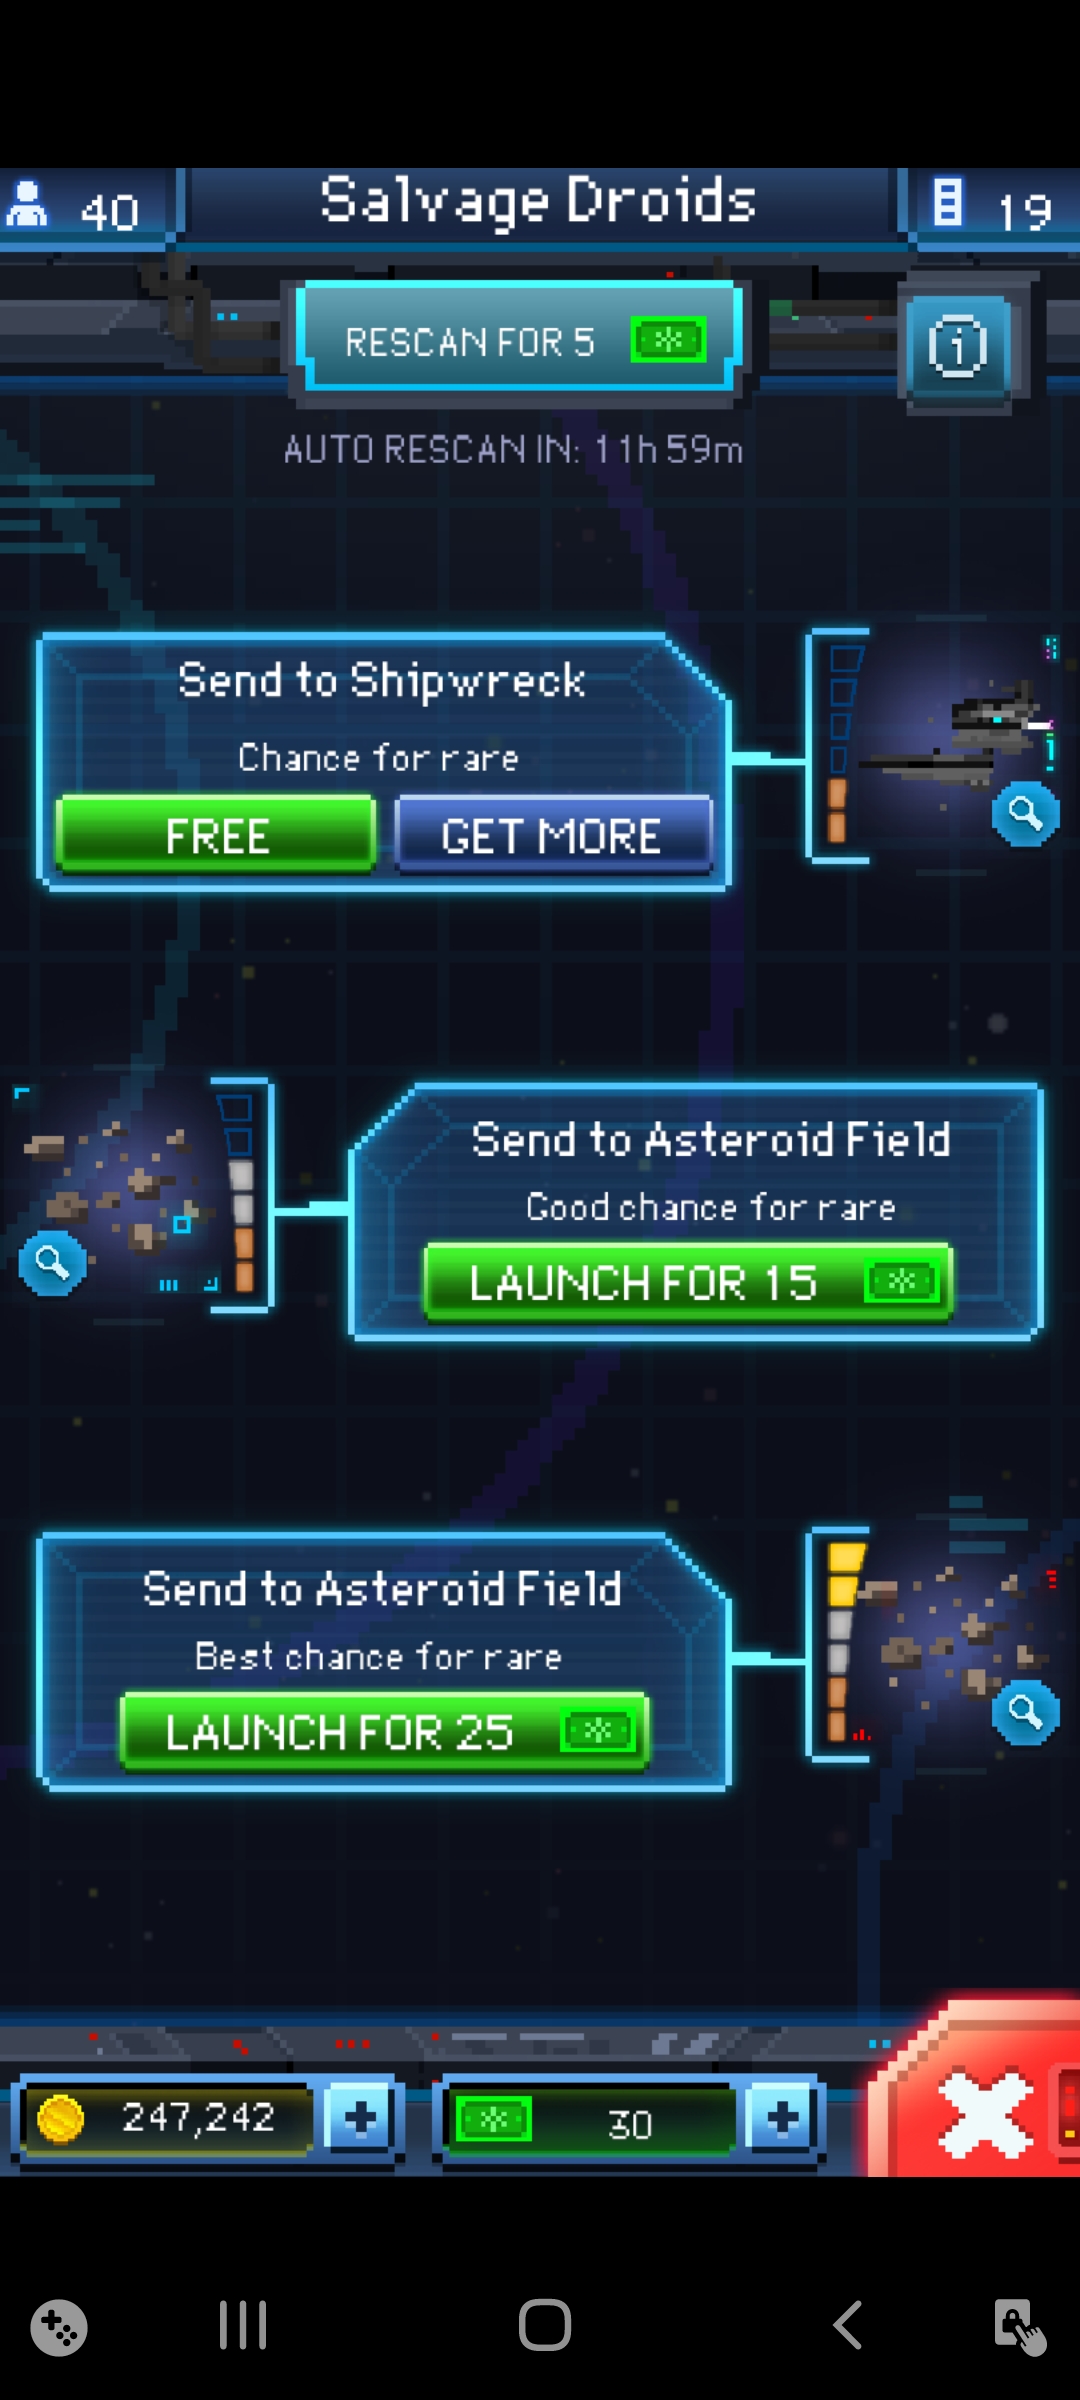 40
Salvage Droids
19
RESCAN FOR 5
AUTO RESCAN IN: 11h 59m
Send to Shipwreck
Chance for rare
FREE
GET MORE
Send to Asteroid Field
Good chance for rare
LAUNCH FOR 15
Send to Asteroid Field
Best chance for rare
LAUNCH FOR 25
247,242
30